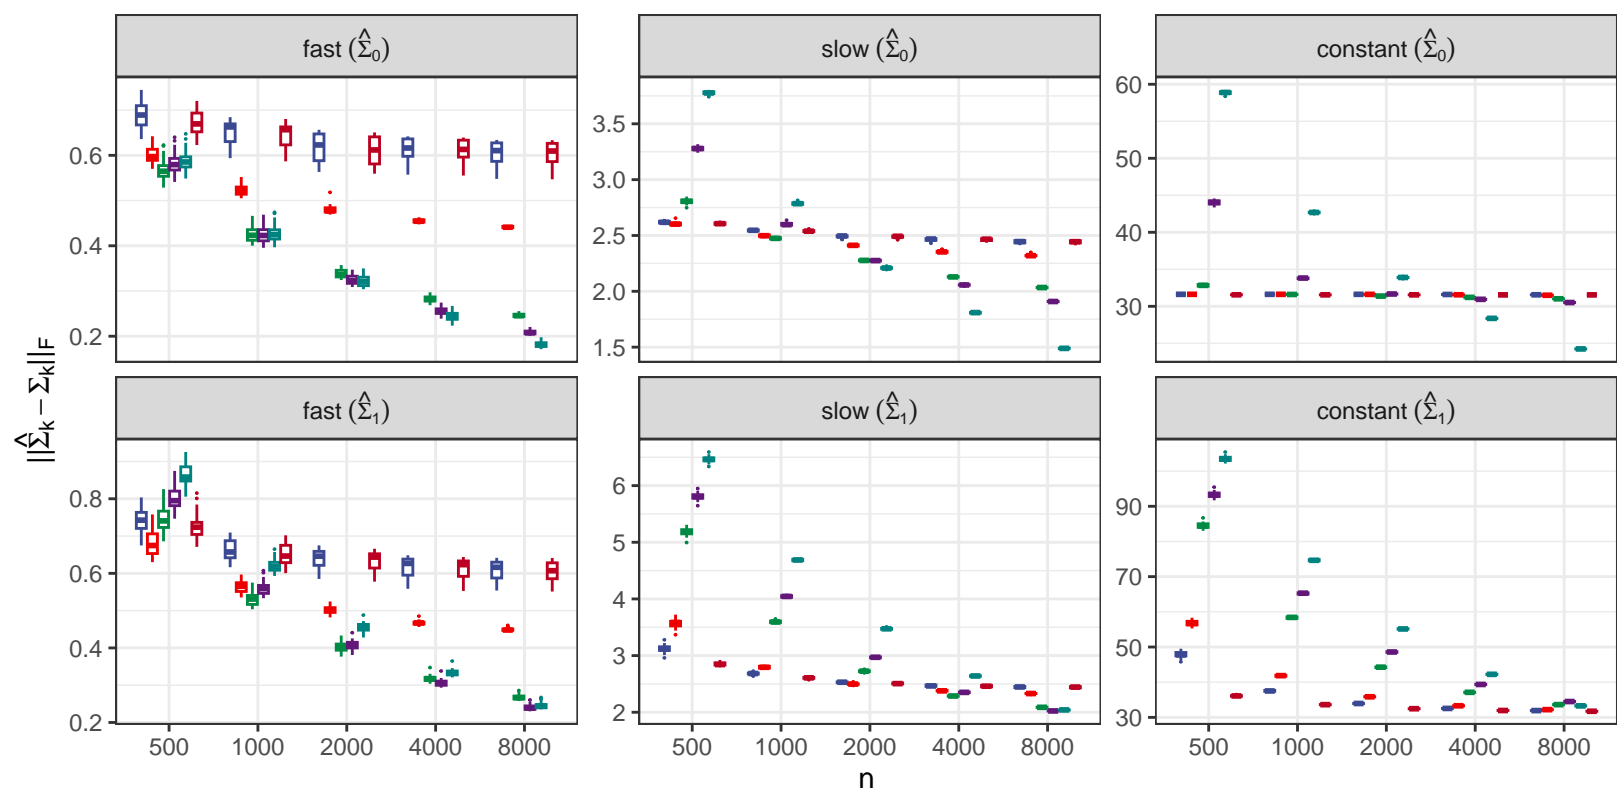 fast (Σ̂₀)
slow (Σ̂₀)
constant (Σ̂₀)
0.6
0.4
0.2
3.5
3.0
2.5
2.0
1.5
60
50
40
30
||Σ̂ₖ − Σₖ||F
fast (Σ̂₁)
slow (Σ̂₁)
constant (Σ̂₁)
0.8
0.6
0.4
0.2
6
5
4
3
2
90
70
50
30
500 1000 2000 4000 8000
500 1000 2000 4000 8000
500 1000 2000 4000 8000
n